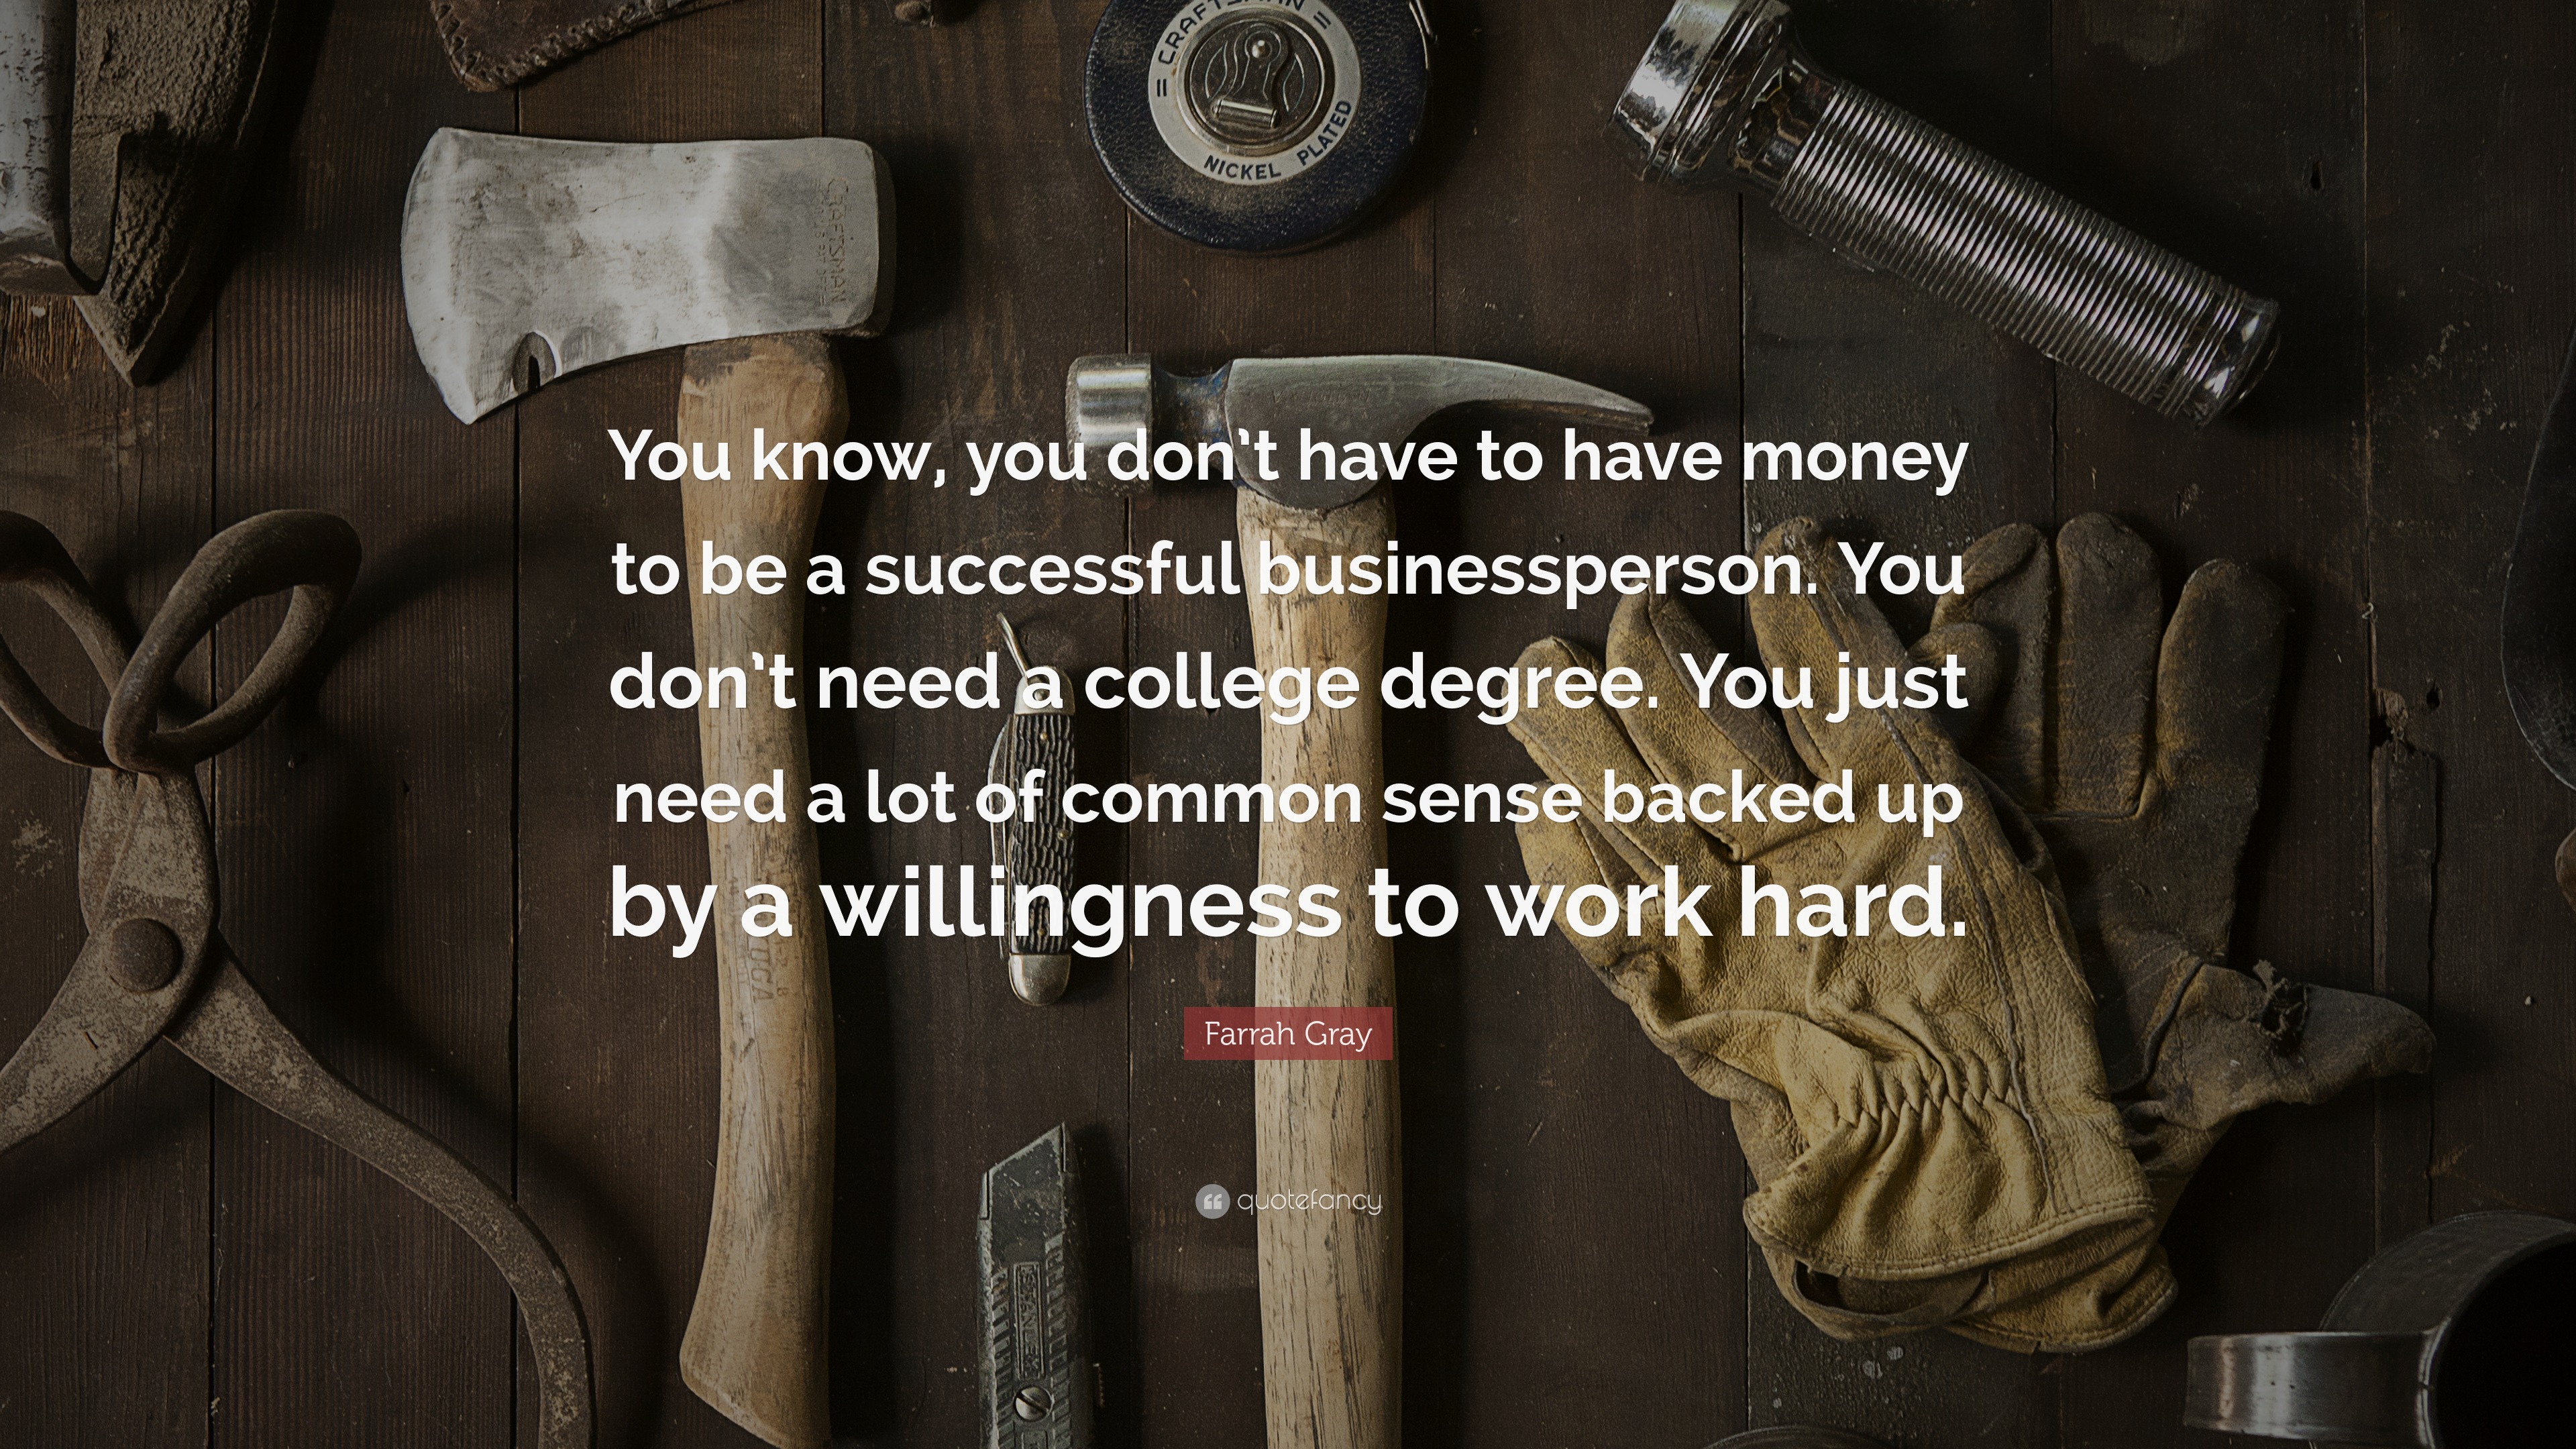 = CRAFTSMAN =
NICKEL PLATED
CRAFTSMAN
You know, you don’t have to have money
to be a successful businessperson. You
don’t need a college degree. You just
need a lot of common sense backed up
by a willingness to work hard.
Farrah Gray
quotefancy
STANLEY